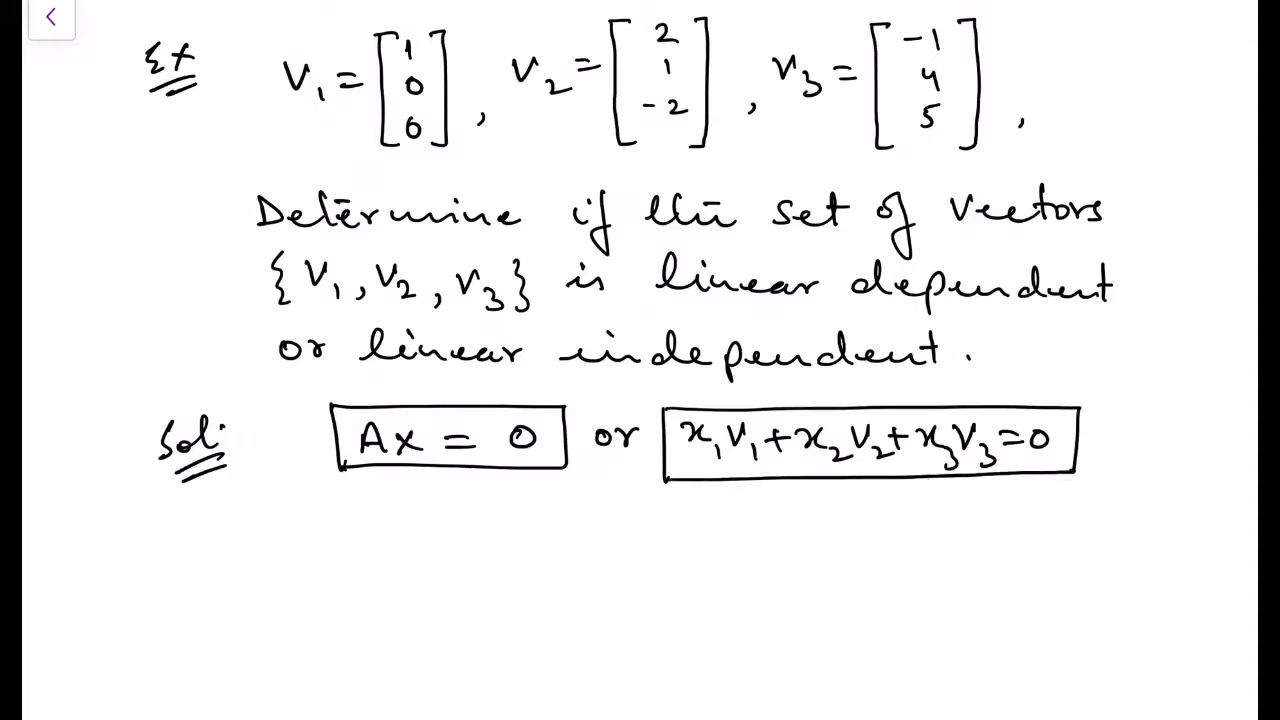 Ex V₁ = [1 0 0], V₂ = [2 1 -2], V₃ = [-1 4 5],
Determine if the set of vectors
{V₁, V₂, V₃} is linear dependent
or linear independent.
Sol: Ax = 0 or x₁V₁+x₂V₂+x₃V₃=0